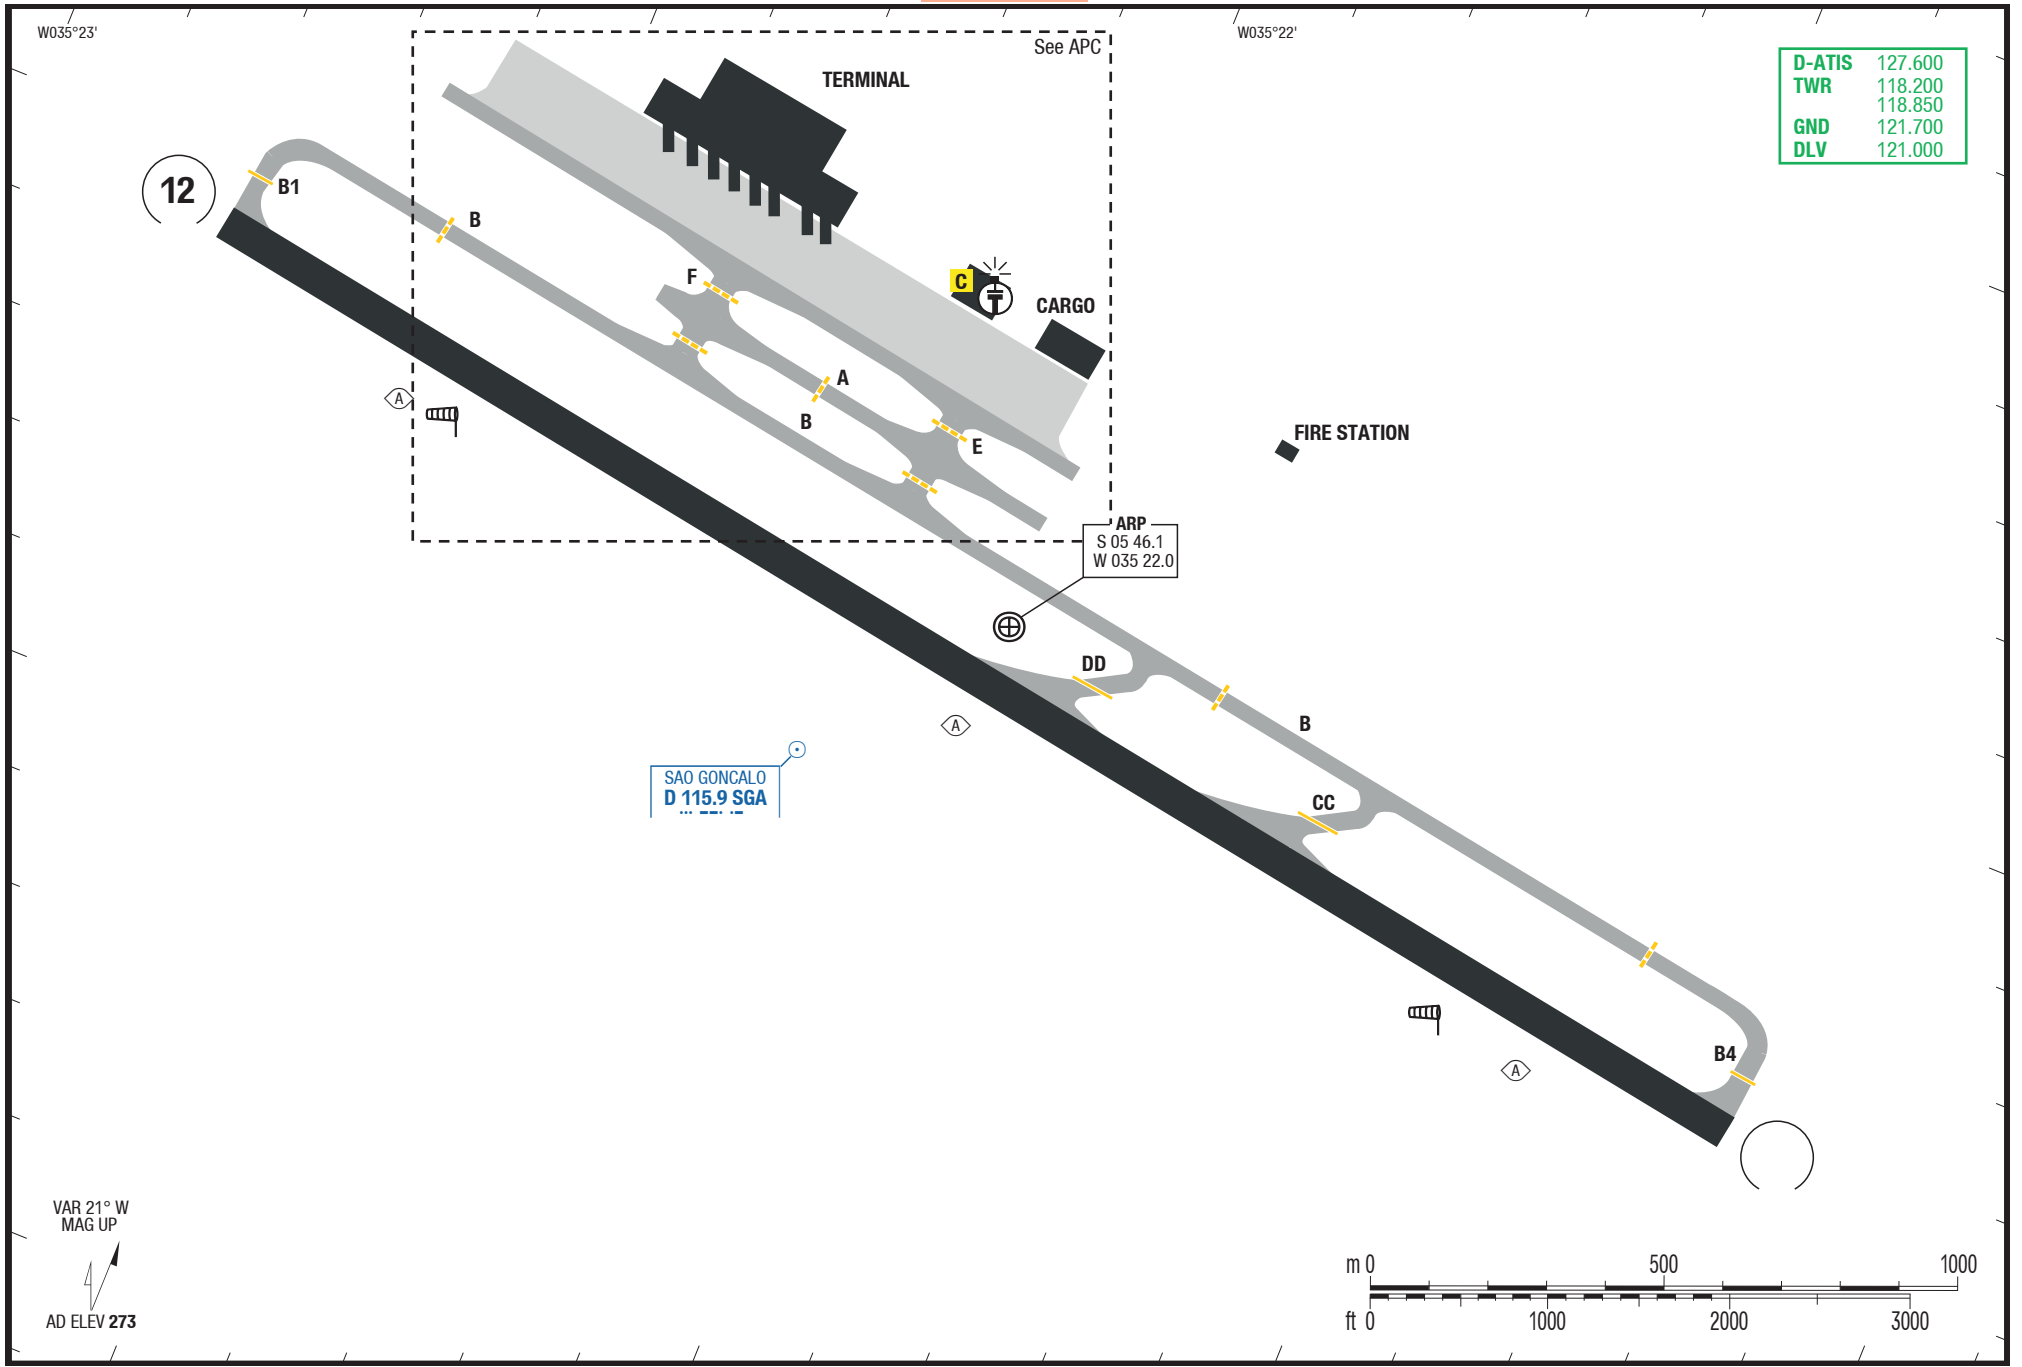 W035°23'
W035°22'
See APC
D-ATIS 127.600
TWR 118.200
118.850
GND 121.700
DLV 121.000
TERMINAL
12
B1
B
F
C
CARGO
A
A
B
E
FIRE STATION
ARP
S 05 46.1
W 035 22.0
DD
A
B
SAO GONCALO
D 115.9 SGA
CC
B4
A
VAR 21° W
MAG UP
AD ELEV 273
m 0 500 1000
ft 0 1000 2000 3000